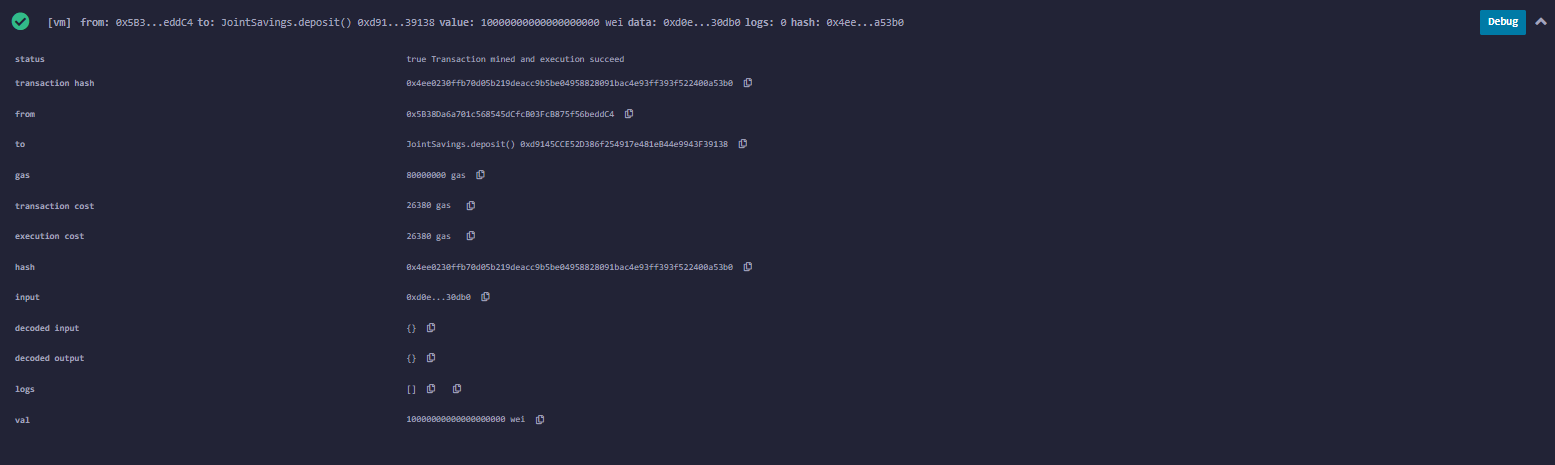 [vm] from: 0x5B3...eddC4 to: JointSavings.deposit() 0xd91...39138 value: 10000000000000000000 wei data: 0xd0e...30db0 logs: 0 hash: 0x4ee...a53b0 Debug
status true Transaction mined and execution succeed
transaction hash 0x4ee0230ffb70d05b219deacc9b5be04958828091bac4e93ff393f522400a53b0
from 0x5B38Da6a701c568545dCfcB03FcB875f56beddC4
to JointSavings.deposit() 0xd9145CCE52D386f254917e481eB44e9943F39138
gas 80000000 gas
transaction cost 26380 gas
execution cost 26380 gas
hash 0x4ee0230ffb70d05b219deacc9b5be04958828091bac4e93ff393f522400a53b0
input 0xd0e...30db0
decoded input {}
decoded output {}
logs []
val 10000000000000000000 wei